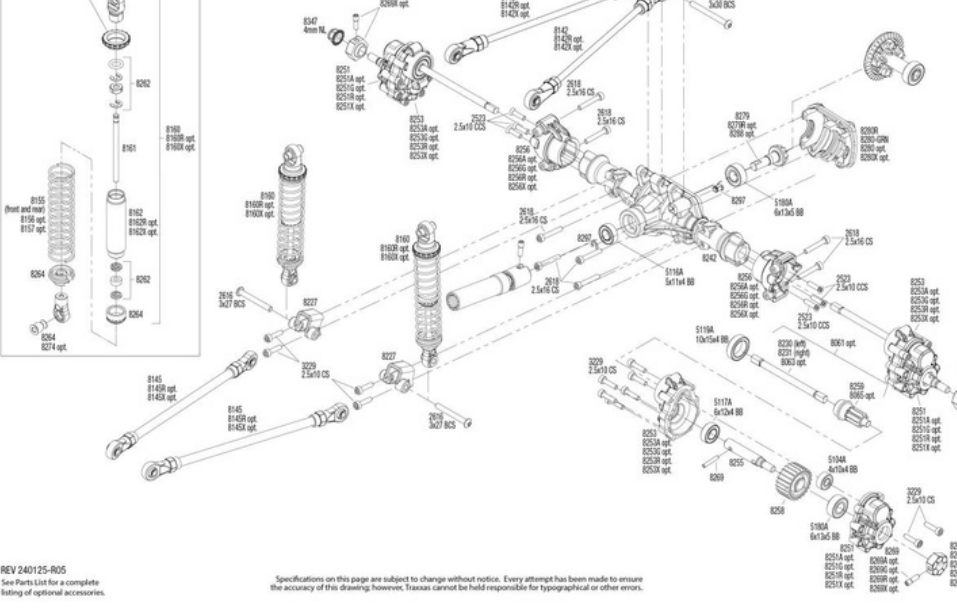 8269X opt.
8347
4mm NL
8142R opt.
8142X opt.
3x30 BCS
8142
8142R opt.
8142X opt.
8251
8251A opt.
8251G opt.
8251R opt.
8251X opt.
8253
8253A opt.
8253G opt.
8253R opt.
8253X opt.
2618
2.5x16 CS
2618
2.5x16 CS
2523
2.5x10 CCS
8256
8256A opt.
8256G opt.
8256R opt.
8256X opt.
8279
8279R opt.
8288 opt.
8280R
8280-GRN
8280 opt.
8280X opt.
8297
5180A
6x13x5 BB
8262
8160
8160R opt.
8160X opt.
8161
8155
(front and rear)
8156 opt.
8157 opt.
8162
8162R opt.
8162X opt.
8264
8262
8264
8264
8274 opt.
8160
8160R opt.
8160X opt.
8160
8160R opt.
8160X opt.
2618
2.5x16 CS
8297
2618
2.5x16 CS
5116A
5x11x4 BB
8242
2618
2.5x16 CS
8256
8256A opt.
8256G opt.
8256R opt.
8256X opt.
2523
2.5x10 CCS
2523
2.5x10 CCS
8253
8253A opt.
8253G opt.
8253R opt.
8253X opt.
2616
3x27 BCS
8227
8227
3229
2.5x10 CS
2616
3x27 BCS
8145
8145R opt.
8145X opt.
8145
8145R opt.
8145X opt.
5119A
10x15x4 BB
8230 (left)
8231 (right)
8063 opt.
8061 opt.
8259
8065 opt.
8251
8251A opt.
8251G opt.
8251R opt.
8251X opt.
3229
2.5x10 CS
5117A
6x12x4 BB
8253
8253A opt.
8253G opt.
8253R opt.
8253X opt.
8255
8269
8258
5104A
4x10x4 BB
5180A
6x13x5 BB
3229
2.5x10 CS
8251
8251A opt.
8251G opt.
8251R opt.
8251X opt.
8269
8269A opt.
8269G opt.
8269R opt.
8269X opt.
REV 240125-R05
See Parts List for a complete
listing of optional accessories.
Specifications on this page are subject to change without notice. Every attempt has been made to ensure
the accuracy of this drawing; however, Traxxas cannot be held responsible for typographical or other errors.